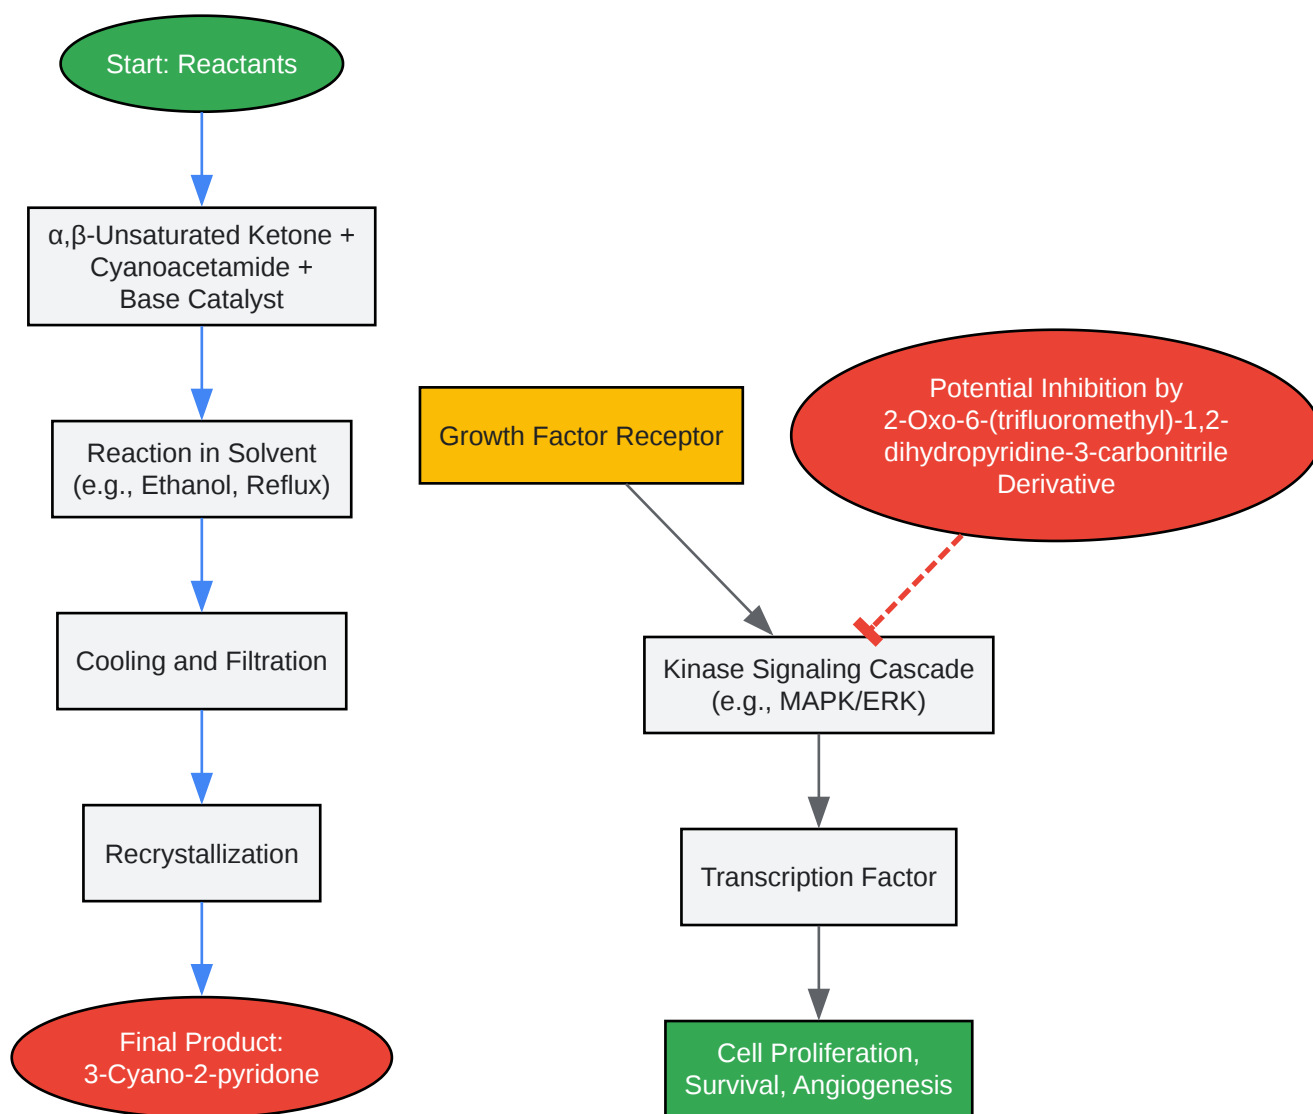 Start: Reactants
α,β-Unsaturated Ketone +
Cyanoacetamide +
Base Catalyst
Reaction in Solvent
(e.g., Ethanol, Reflux)
Cooling and Filtration
Recrystallization
Final Product:
3-Cyano-2-pyridone
Growth Factor Receptor
Potential Inhibition by
2-Oxo-6-(trifluoromethyl)-1,2-
dihydropyridine-3-carbonitrile
Derivative
Kinase Signaling Cascade
(e.g., MAPK/ERK)
Transcription Factor
Cell Proliferation,
Survival, Angiogenesis